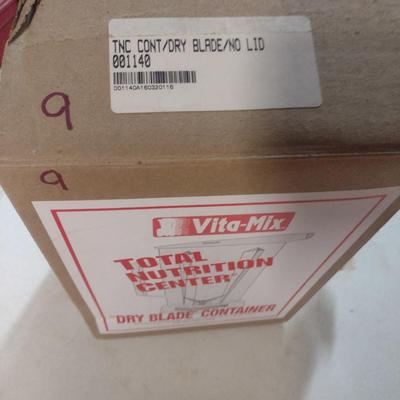 TNC CONT/DRY BLADE/NO LID
001140
001140A160320116
9
9
Vita-Mix
TOTAL
NUTRITION
CENTER
"DRY BLADE" CONTAINER